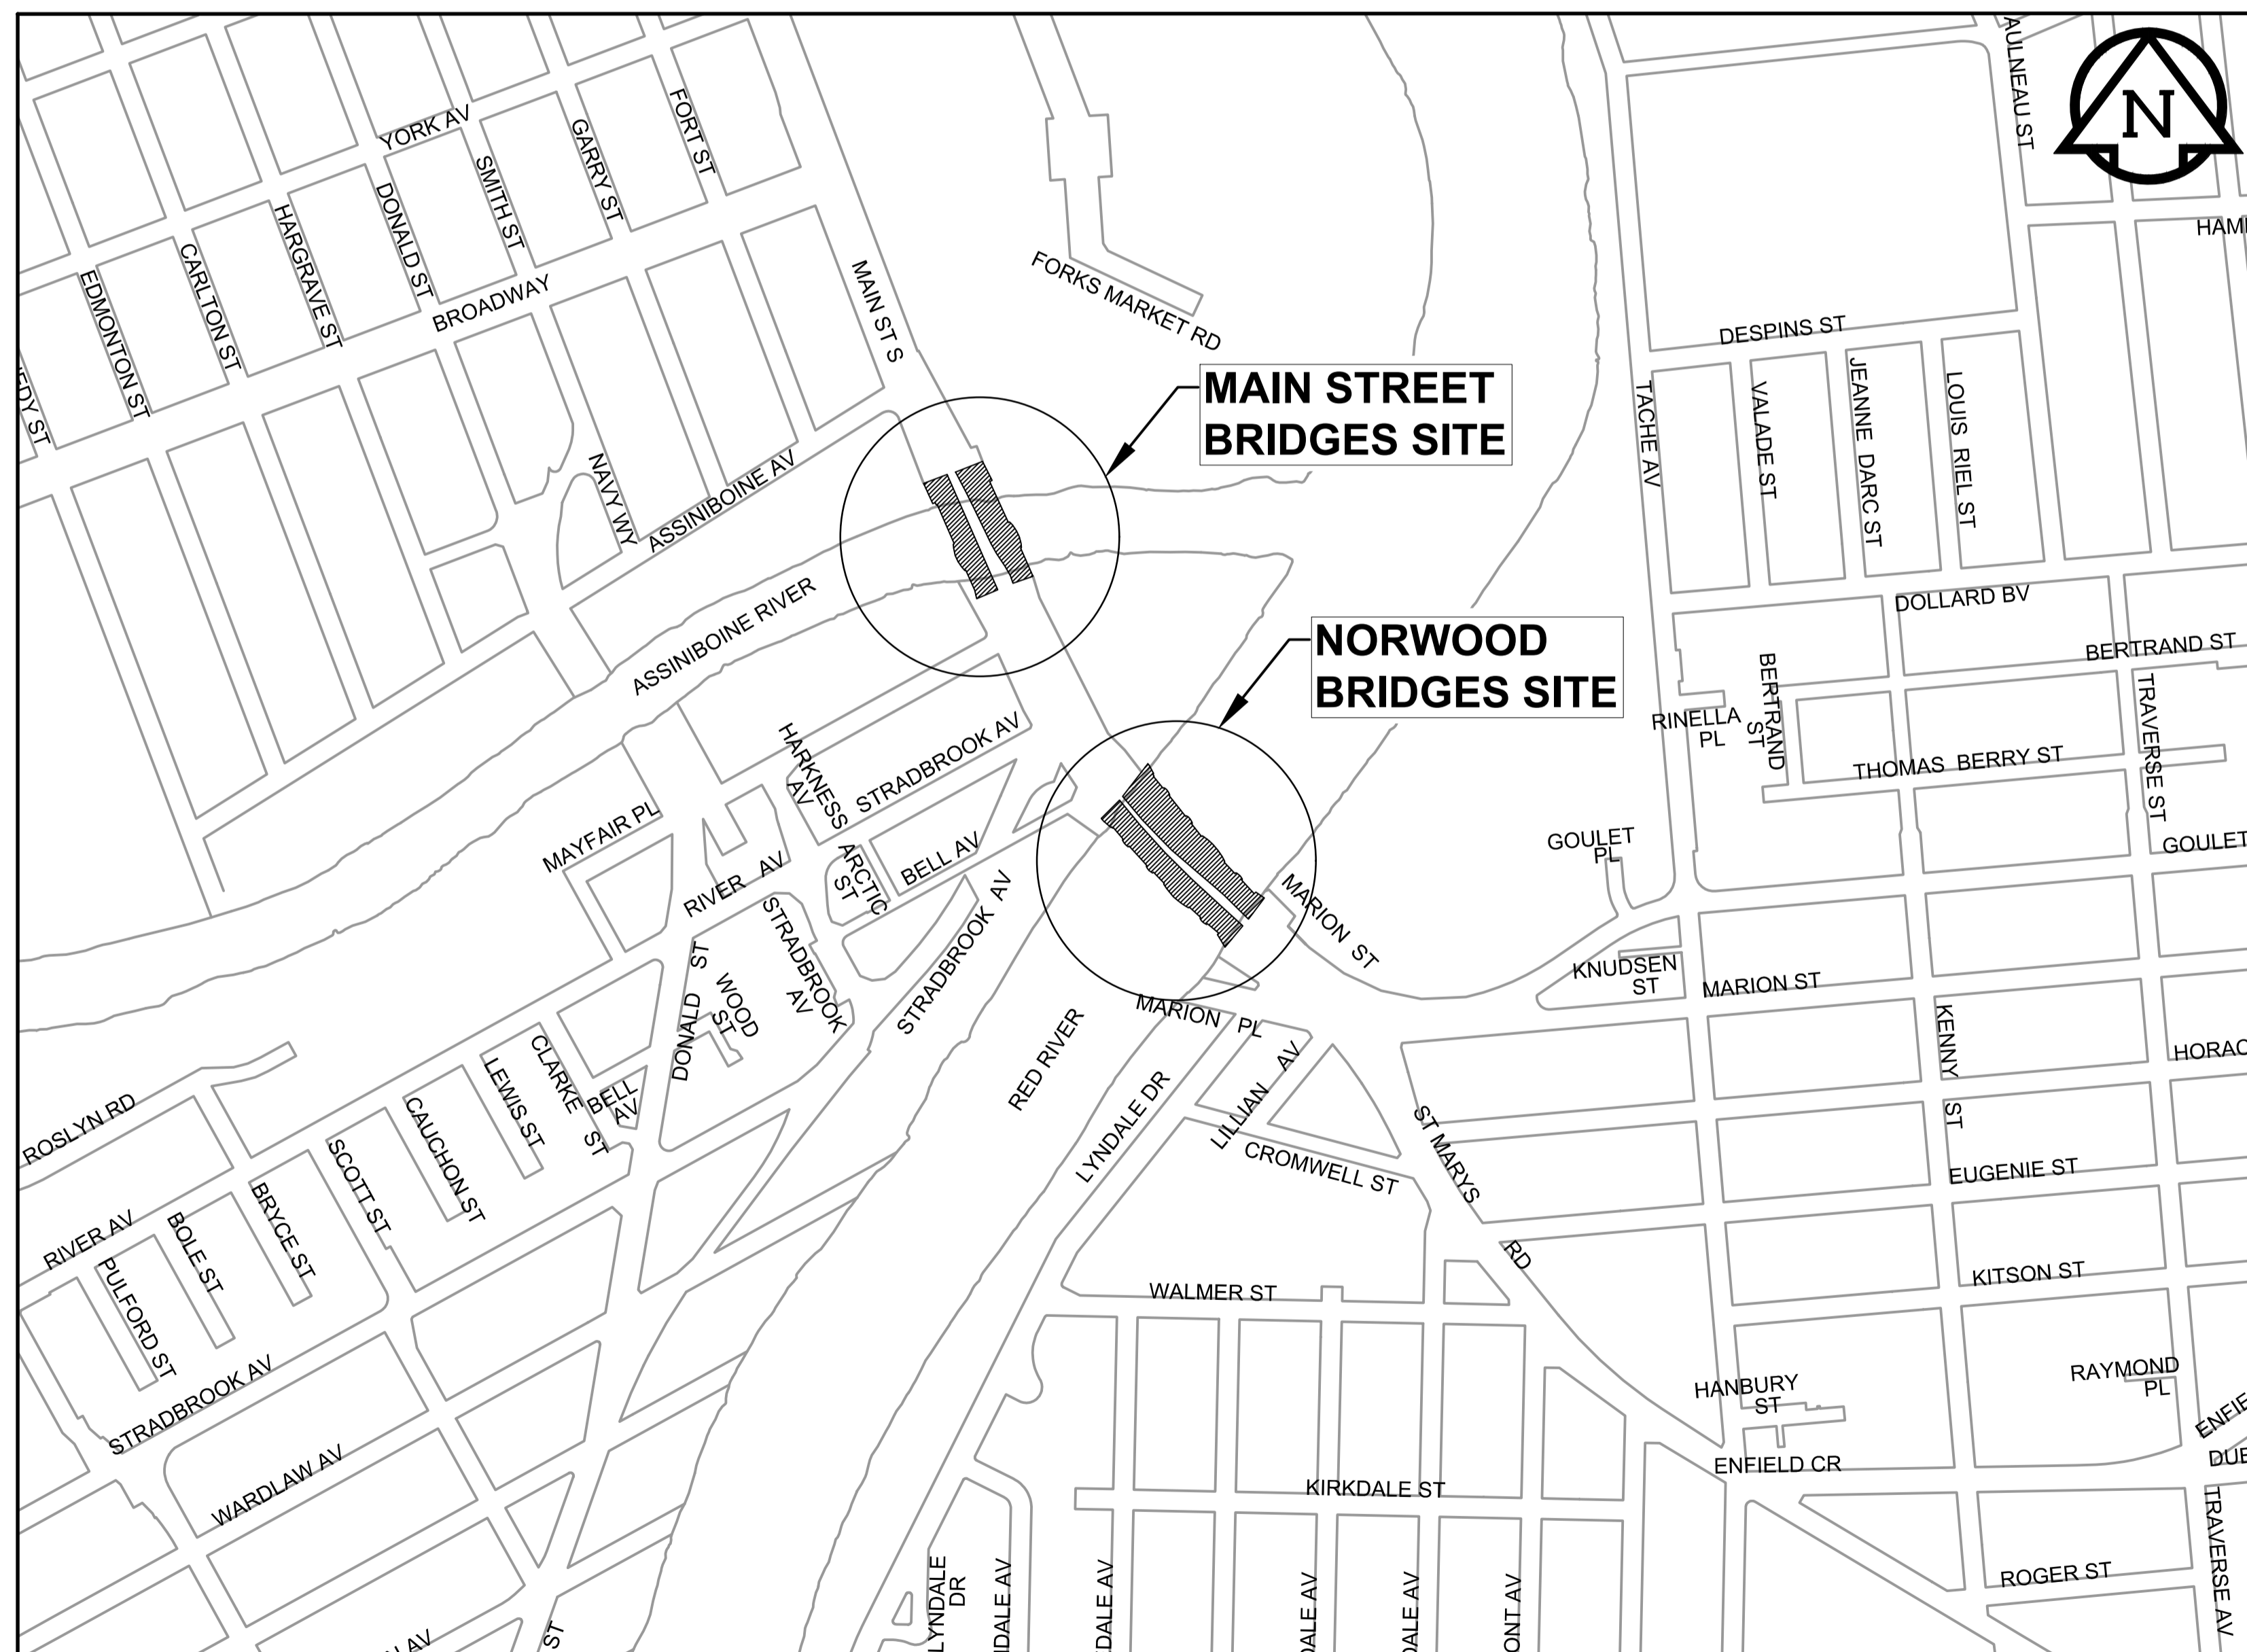 AULNEAU ST
N
YORK AV
FORT ST
GARRY ST
SMITH ST
DONALD ST
HARGRAVE ST
CARLTON ST
EDMONTON ST
BROADWAY
MAIN ST S
FORKS MARKET RD
DESPINS ST
MAIN STREET
BRIDGES SITE
TACHE AV
VALADE ST
JEANNE DARC ST
LOUIS RIEL ST
NAVY WY
ASSINIBOINE AV
ASSINIBOINE RIVER
NORWOOD
BRIDGES SITE
DOLLARD BV
BERTRAND ST
BERTRAND
ST
RINELLA
PL
TRAVERSE ST
THOMAS BERRY ST
HARKNESS
AV
STRADBROOK AV
MAYFAIR PL
RIVER AV
ARCTIC
ST
BELL AV
GOULET
PL
GOULET
MARION ST
STRADBROOK
AV
STRADBROOK AV
DONALD ST
WOOD
ST
KNUDSEN
ST
MARION ST
MARION PL
RED RIVER
KENNY ST
LYNDALE DR
LILLIAN AV
CROMWELL ST
ST MARYS RD
EUGENIE ST
ROSLYN RD
CLARKE ST
BELL
AV
LEWIS ST
CAUCHON ST
SCOTT ST
BRYCE ST
BOLE ST
RIVER AV
PULFORD ST
STRADBROOK AV
WARDLAW AV
WALMER ST
KITSON ST
HANBURY
ST
RAYMOND
PL
ENFIELD CR
KIRKDALE ST
ROGER ST
TRAVERSE AV
LYNDALE
DR
AV
ST